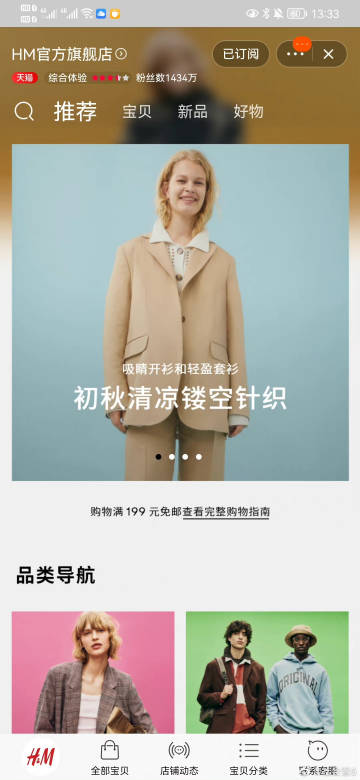 13:33
HM官方旗舰店
已订阅
天猫 综合体验 粉丝数1434万
推荐 宝贝 新品 好物
吸睛开衫和轻盈套衫
初秋清凉镂空针织
购物满 199 元免邮查看完整购物指南
品类导航
ORIGINAL
H&M
全部宝贝 店铺动态 宝贝分类 联系客服